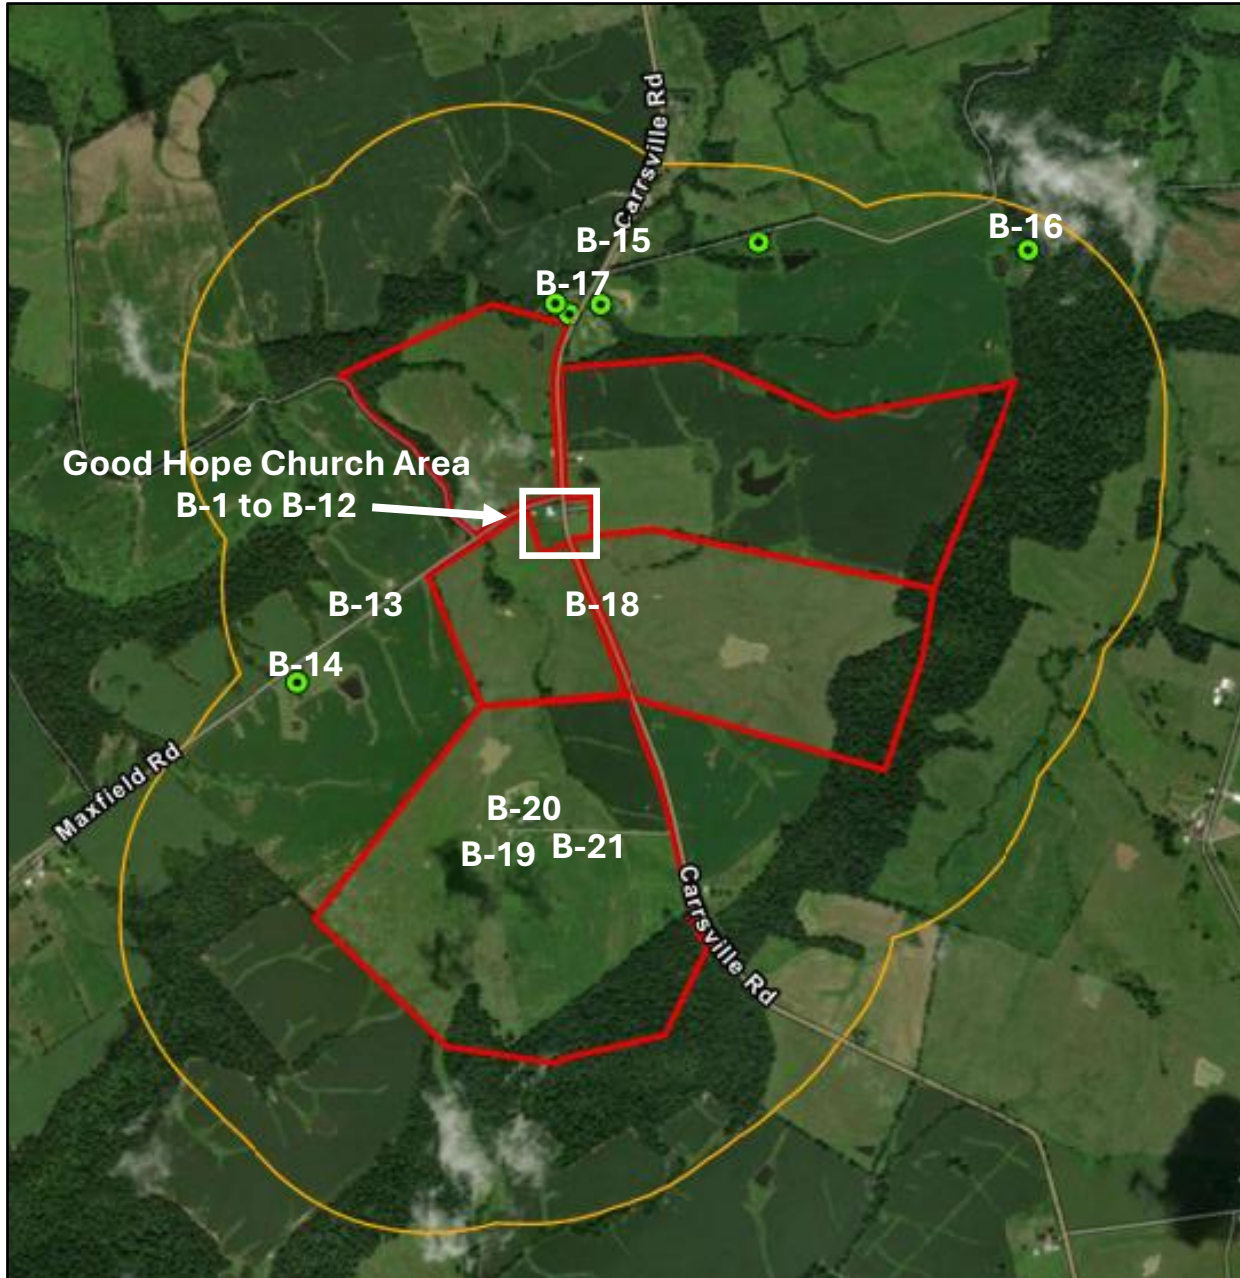 Carrsville Rd
B-15
B-16
B-17
Good Hope Church Area
B-1 to B-12
B-13
B-18
B-14
Maxfield Rd
B-20
B-19
B-21
Carrsville Rd